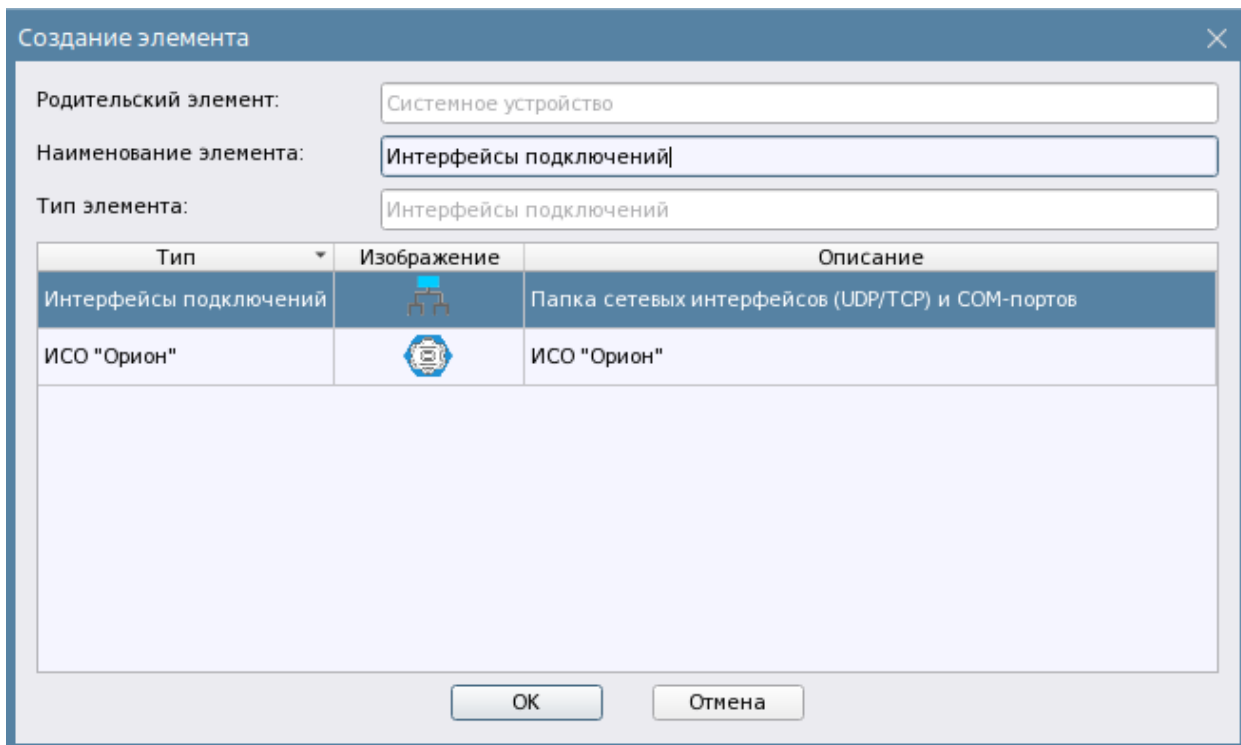 Создание элемента
Родительский элемент: Системное устройство
Наименование элемента: Интерфейсы подключений
Тип элемента: Интерфейсы подключений
Тип Изображение Описание
Интерфейсы подключений Папка сетевых интерфейсов (UDP/TCP) и COM-портов
ИСО "Орион" ИСО "Орион"
OK Отмена